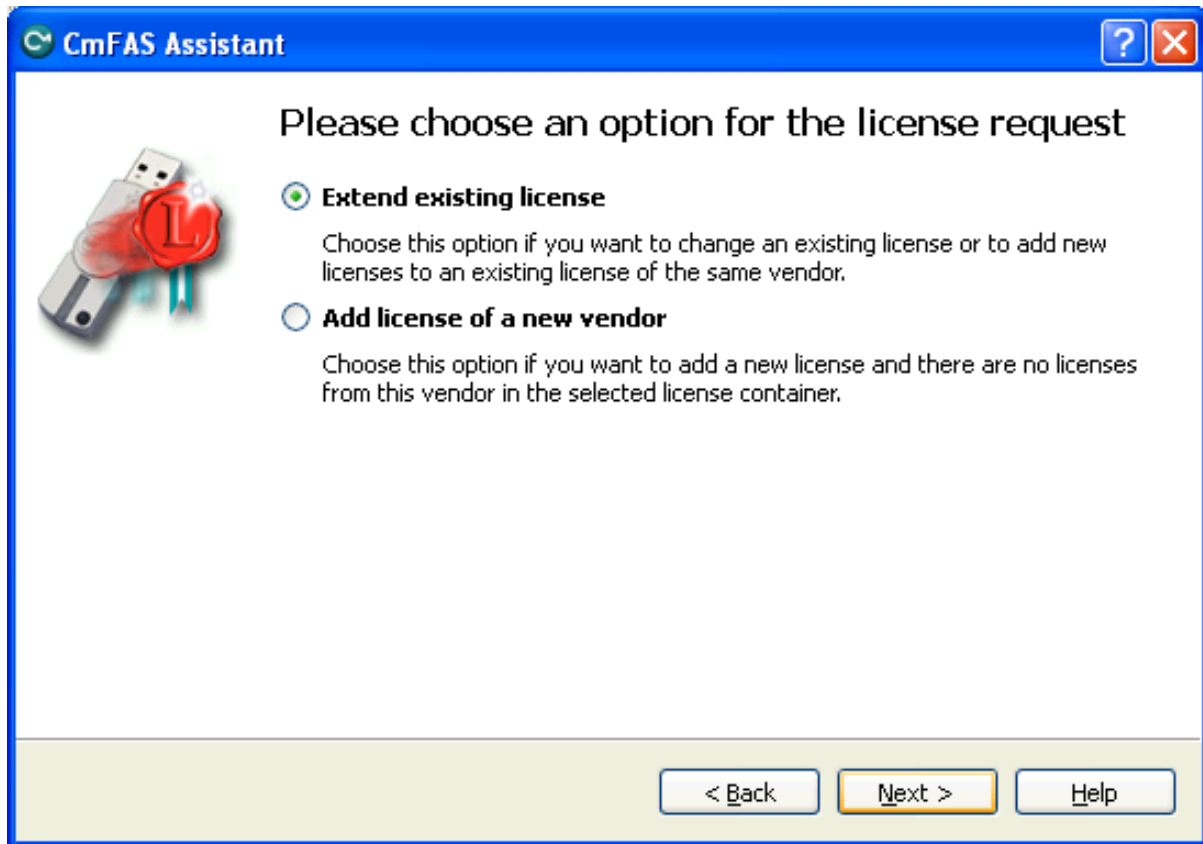 CmFAS Assistant
Please choose an option for the license request
Extend existing license
Choose this option if you want to change an existing license or to add new
licenses to an existing license of the same vendor.
Add license of a new vendor
Choose this option if you want to add a new license and there are no licenses
from this vendor in the selected license container.
L
< Back
Next >
Help